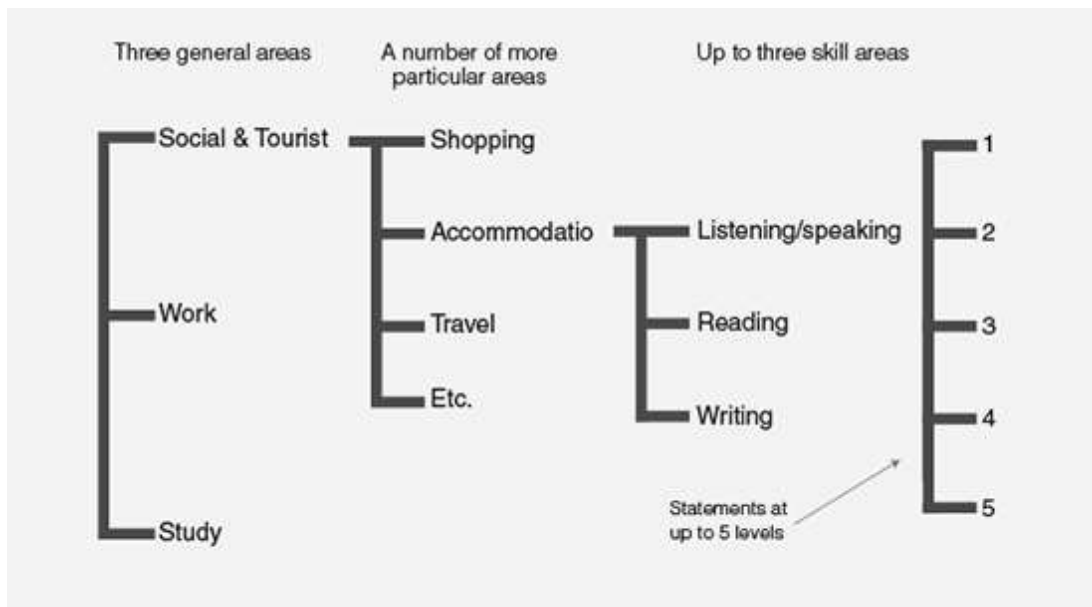 Three general areas
A number of more
particular areas
Up to three skill areas
Social & Tourist
Work
Study
Shopping
Accommodatio
Travel
Etc.
Listening/speaking
Reading
Writing
Statements at
up to 5 levels
1
2
3
4
5